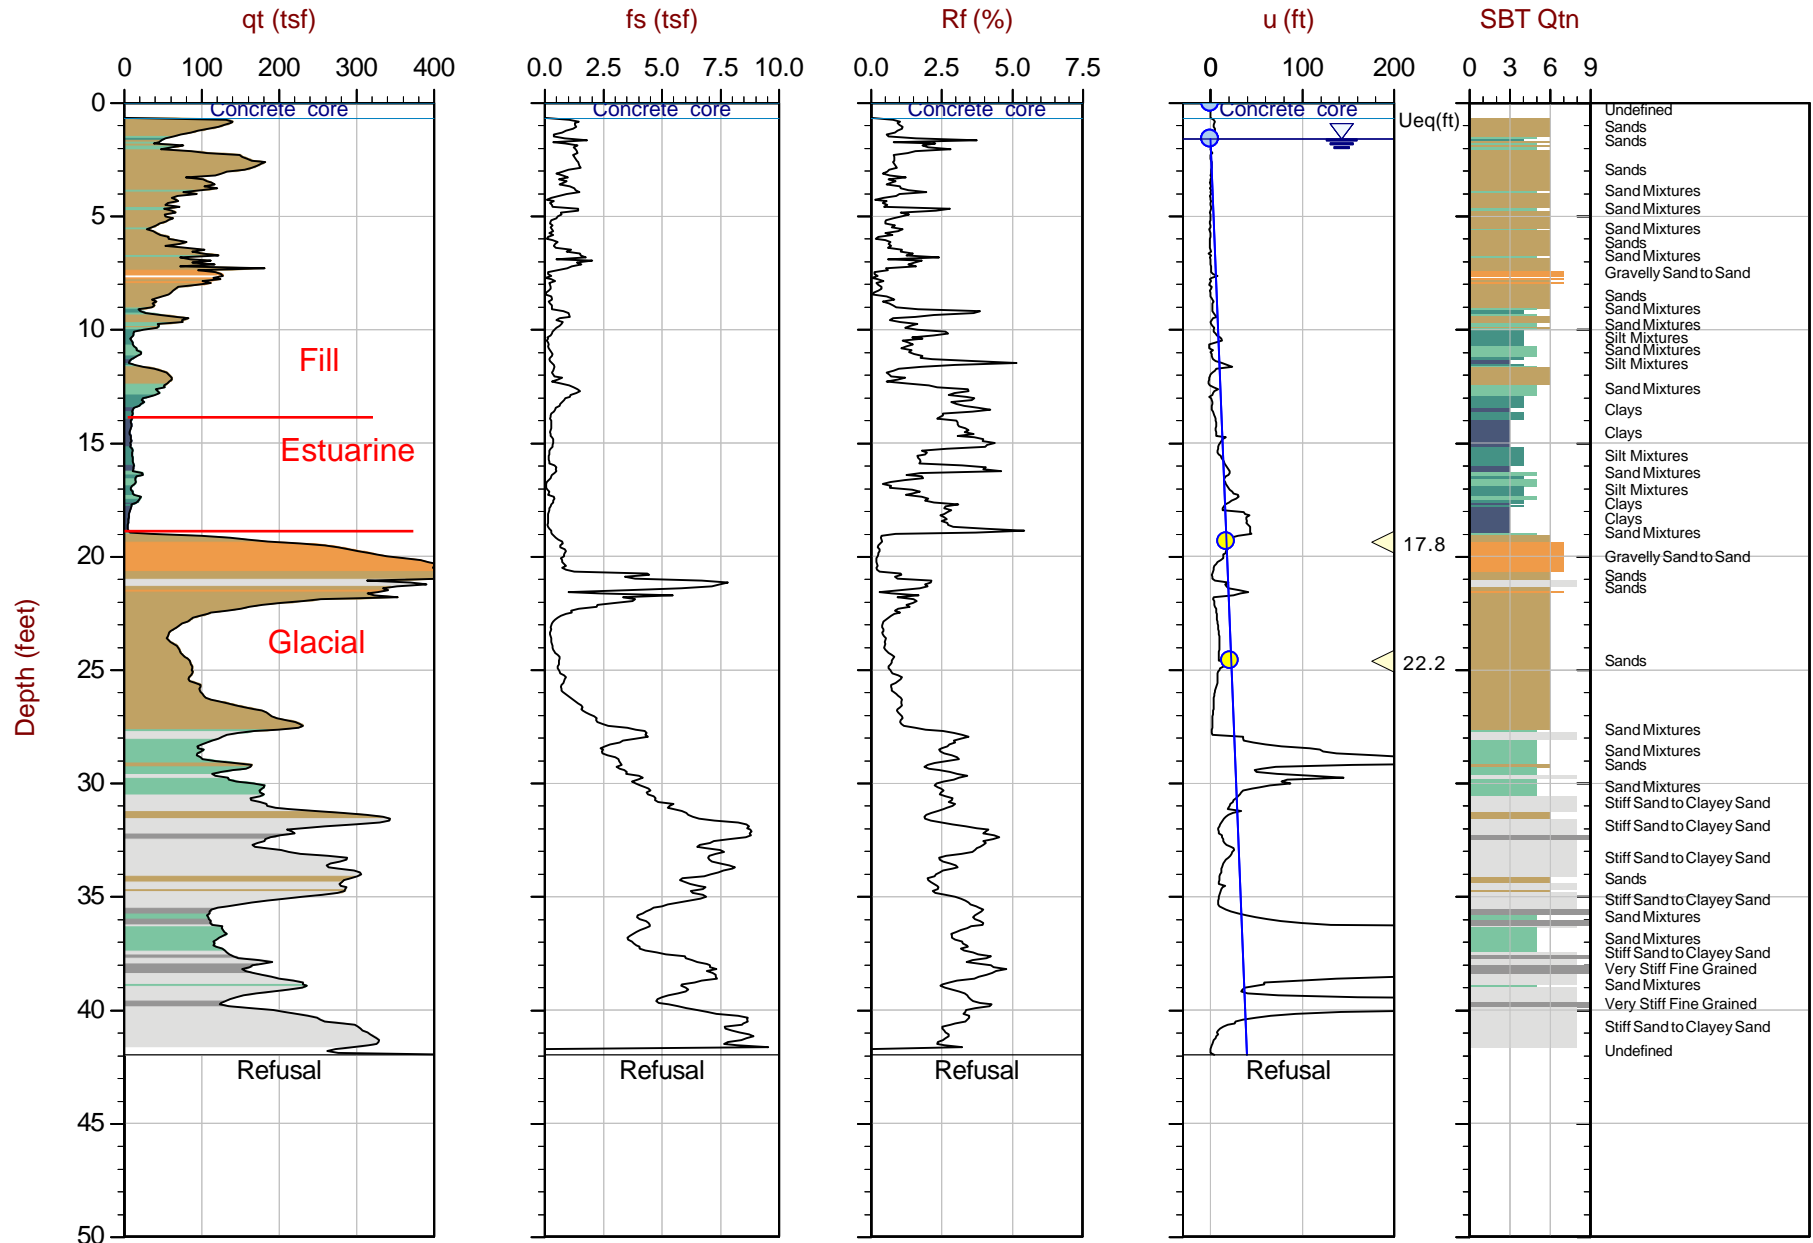 qt (tsf) fs (tsf) Rf (%) u (ft) SBT Qtn
0 100 200 300 400 0.0 2.5 5.0 7.5 10.0 0.0 2.5 5.0 7.5 0 100 200 0 3 6 9
Depth (feet)
0
5
10
15
20
25
30
35
40
45
50
Concrete core
Fill
Estuarine
Glacial
Refusal
Concrete core
Refusal
Concrete core
Refusal
Concrete core
Refusal
Ueq(ft)
17.8
22.2
Undefined
Sands
Sands
Sands
Sand Mixtures
Sand Mixtures
Sand Mixtures
Sands
Sand Mixtures
Gravelly Sand to Sand
Sands
Sand Mixtures
Sand Mixtures
Silt Mixtures
Sand Mixtures
Silt Mixtures
Sand Mixtures
Clays
Clays
Silt Mixtures
Sand Mixtures
Silt Mixtures
Clays
Clays
Sand Mixtures
Gravelly Sand to Sand
Sands
Sands
Sands
Sand Mixtures
Sand Mixtures
Sands
Sand Mixtures
Stiff Sand to Clayey Sand
Stiff Sand to Clayey Sand
Stiff Sand to Clayey Sand
Sands
Stiff Sand to Clayey Sand
Sand Mixtures
Sand Mixtures
Stiff Sand to Clayey Sand
Very Stiff Fine Grained
Sand Mixtures
Very Stiff Fine Grained
Stiff Sand to Clayey Sand
Undefined